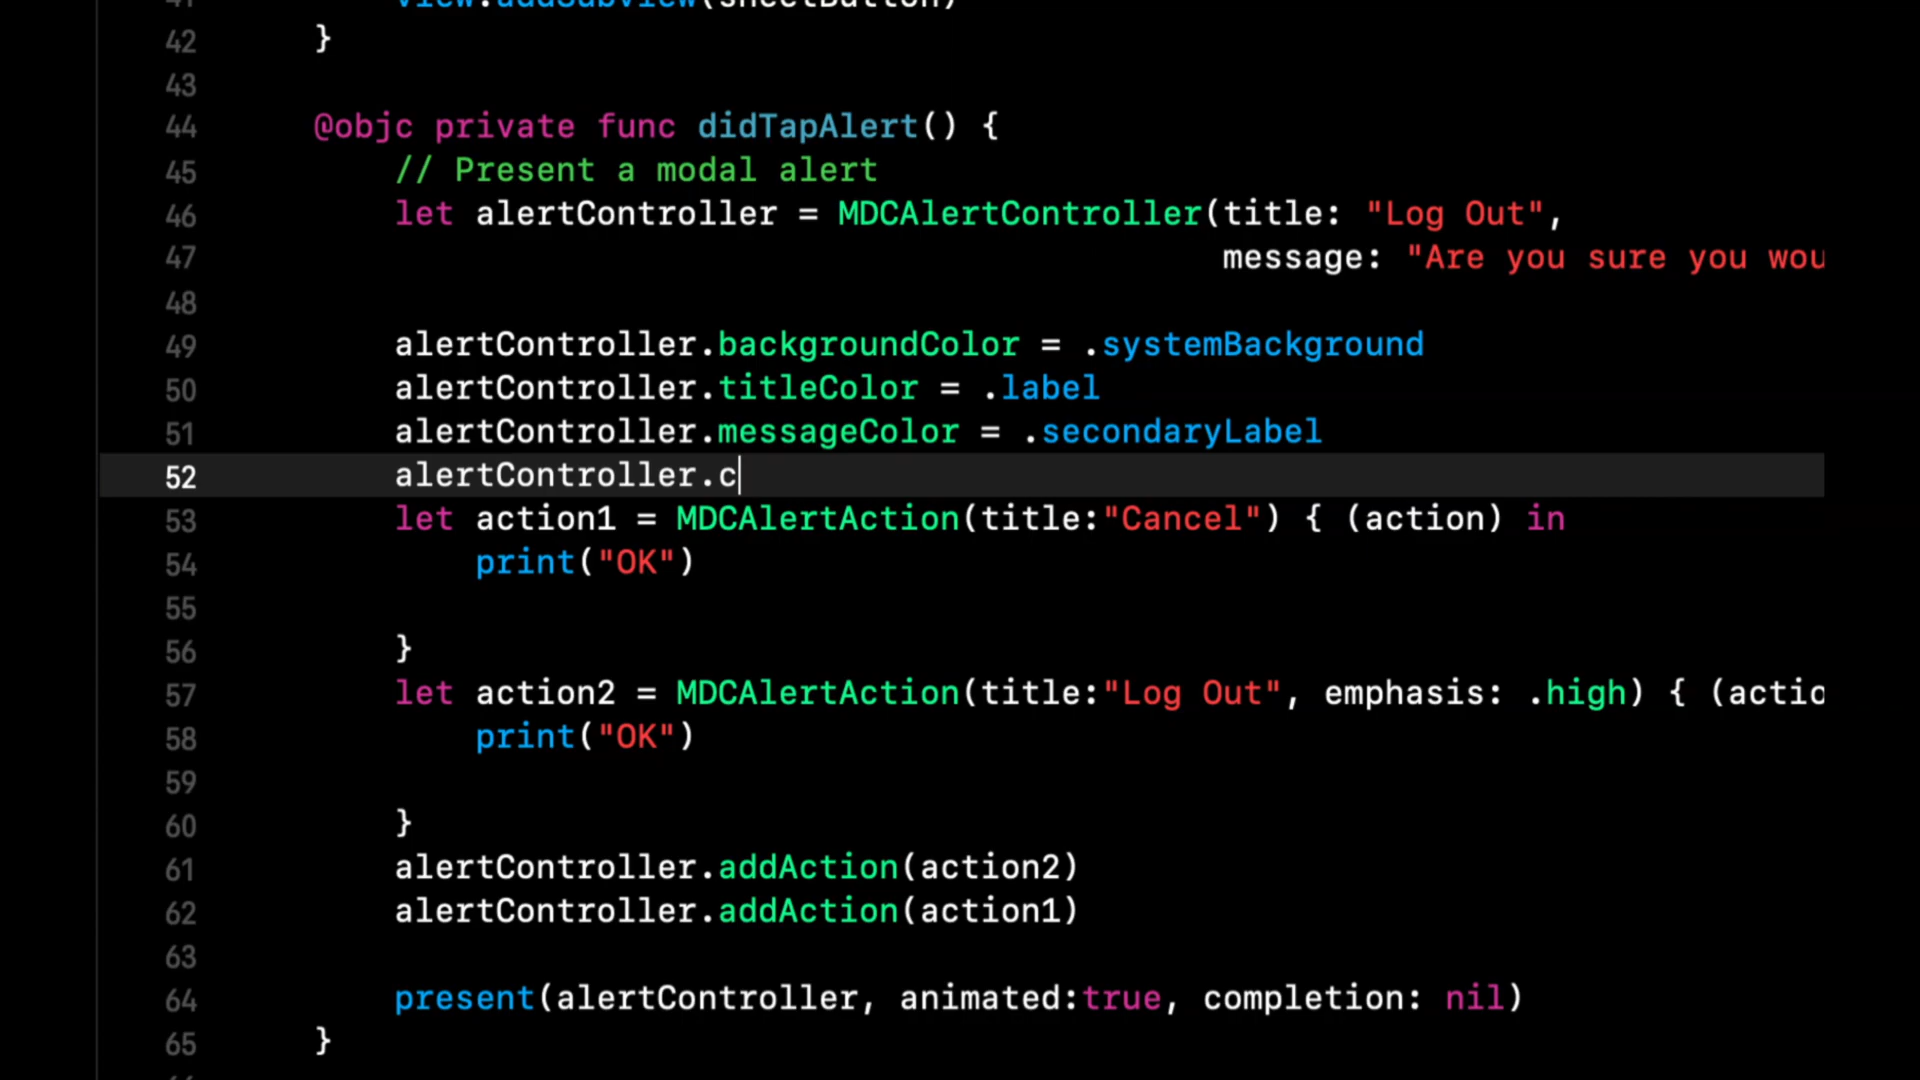 41 view.addSubview(sheetButton)
42 }
43
44 @objc private func didTapAlert() {
45 // Present a modal alert
46 let alertController = MDCAlertController(title: "Log Out",
47 message: "Are you sure you wou
48
49 alertController.backgroundColor = .systemBackground
50 alertController.titleColor = .label
51 alertController.messageColor = .secondaryLabel
52 alertController.c
53 let action1 = MDCAlertAction(title:"Cancel") { (action) in
54 print("OK")
55
56 }
57 let action2 = MDCAlertAction(title:"Log Out", emphasis: .high) { (actio
58 print("OK")
59
60 }
61 alertController.addAction(action2)
62 alertController.addAction(action1)
63
64 present(alertController, animated:true, completion: nil)
65 }